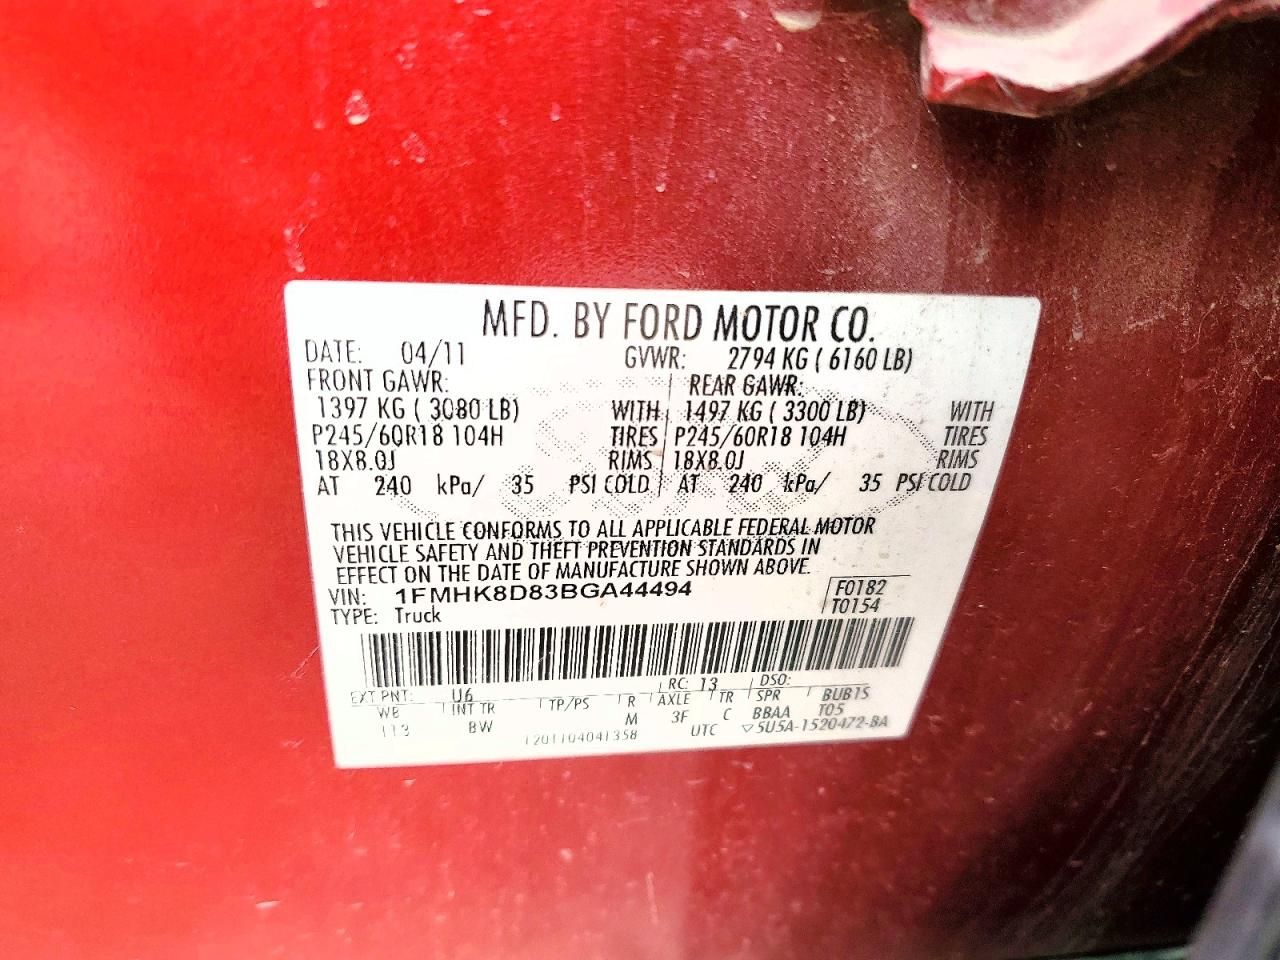 MFD. BY FORD MOTOR CO.
DATE: 04/11 GVWR: 2794 KG ( 6160 LB)
FRONT GAWR: REAR GAWR:
1397 KG ( 3080 LB) WITH 1497 KG ( 3300 LB) WITH
P245/60R18 104H TIRES P245/60R18 104H TIRES
18X8.0J RIMS 18X8.0J RIMS
AT 240 kPa/ 35 PSI COLD AT 240 kPa/ 35 PSI COLD
THIS VEHICLE CONFORMS TO ALL APPLICABLE FEDERAL MOTOR
VEHICLE SAFETY AND THEFT PREVENTION STANDARDS IN
EFFECT ON THE DATE OF MANUFACTURE SHOWN ABOVE.
VIN: 1FMHK8D83BGA44494 F0182
TYPE: Truck T0154
EXT PNT: U6 RC: 13 DSO:
WB INT TR TP/PS R AXLE TR SPR BUB1S
113 BW M 3F C BBAA T05
1201104041358 UTC ▽5U5A-1520472-BA